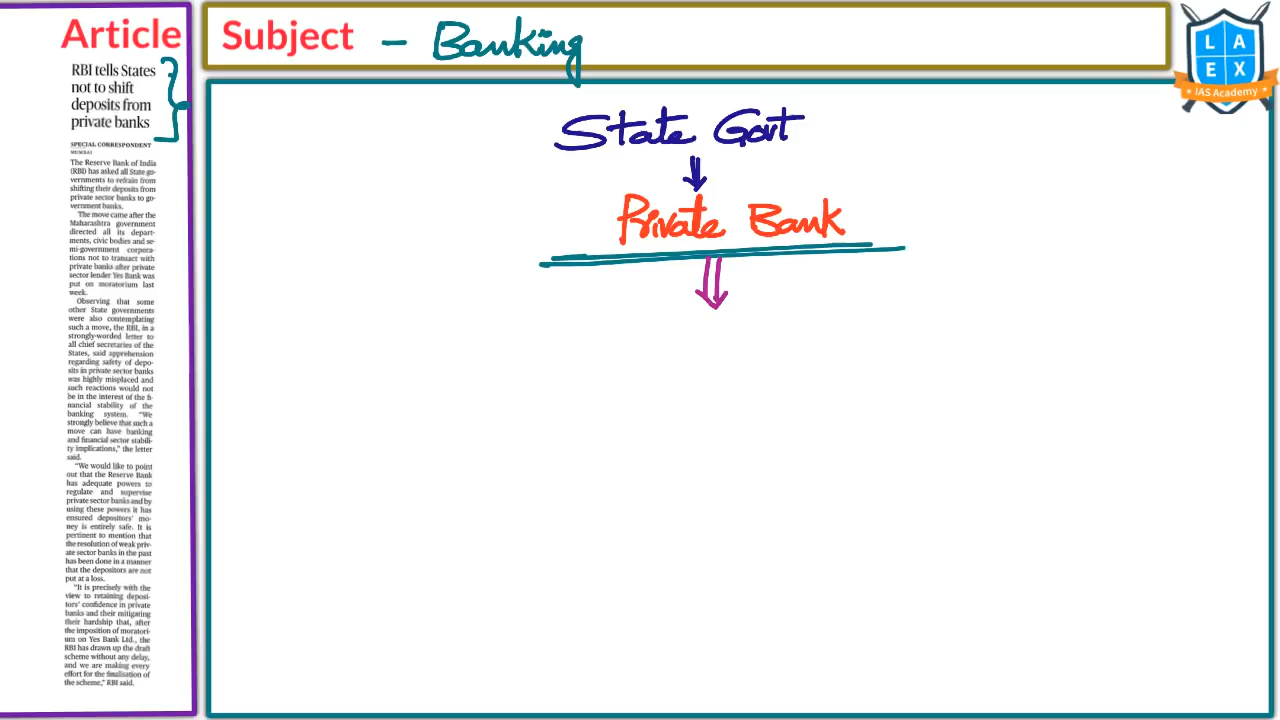 Article
RBI tells States
not to shift
deposits from
private banks
SPECIAL CORRESPONDENT
MUMBAI
The Reserve Bank of India
(RBI) has asked all State go-
vernments to refrain from
shifting their deposits from
private sector banks to go-
vernment banks.
The move came after the
Maharashtra government
directed all its depart-
ments, civic bodies and se-
mi-government corpora-
tions not to transact with
private banks after private
sector lender Yes Bank was
put on moratorium last
week.
Observing that some
other State governments
were also contemplating
such a move, the RBI, in a
strongly-worded letter to
all chief secretaries of the
States, said apprehension
regarding safety of depo-
sits in private sector banks
was highly misplaced and
such reactions would not
be in the interest of the fi-
nancial stability of the
banking system. “We
strongly believe that such a
move can have banking
and financial sector stabili-
ty implications,” the letter
said.
“We would like to point
out that the Reserve Bank
has adequate powers to
regulate and supervise
private sector banks and by
using these powers it has
ensured depositors’ mo-
ney is entirely safe. It is
pertinent to mention that
the resolution of weak priv-
ate sector banks in the past
has been done in a manner
that the depositors are not
put at a loss.
“It is precisely with the
view to retaining deposi-
tors’ confidence in private
banks and their mitigating
their hardship that, after
the imposition of moratori-
um on Yes Bank Ltd., the
RBI has drawn up the draft
scheme without any delay,
and we are making every
effort for the finalisation of
the scheme,” RBI said.
Subject - Banking
State Govt
Private Bank
L A
E X
IAS Academy